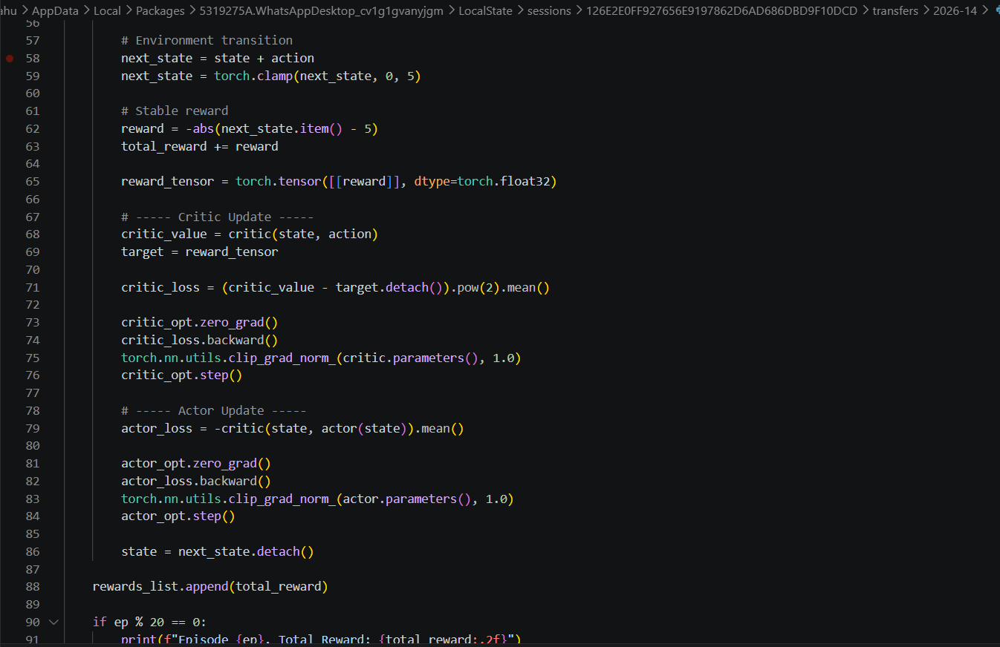 ahu > AppData > Local > Packages > 5319275A.WhatsAppDesktop_cv1g1gvanyjgm > LocalState > sessions > 126E2E0FF927656E9197862D6AD686DBD9F10DCD > transfers > 2026-14 >
56
57 # Environment transition
58 next_state = state + action
59 next_state = torch.clamp(next_state, 0, 5)
60
61 # Stable reward
62 reward = -abs(next_state.item() - 5)
63 total_reward += reward
64
65 reward_tensor = torch.tensor([[reward]], dtype=torch.float32)
66
67 # ----- Critic Update -----
68 critic_value = critic(state, action)
69 target = reward_tensor
70
71 critic_loss = (critic_value - target.detach()).pow(2).mean()
72
73 critic_opt.zero_grad()
74 critic_loss.backward()
75 torch.nn.utils.clip_grad_norm_(critic.parameters(), 1.0)
76 critic_opt.step()
77
78 # ----- Actor Update -----
79 actor_loss = -critic(state, actor(state)).mean()
80
81 actor_opt.zero_grad()
82 actor_loss.backward()
83 torch.nn.utils.clip_grad_norm_(actor.parameters(), 1.0)
84 actor_opt.step()
85
86 state = next_state.detach()
87
88 rewards_list.append(total_reward)
89
90 if ep % 20 == 0:
91 print(f"Episode {ep}, Total Reward: {total_reward:.2f}")